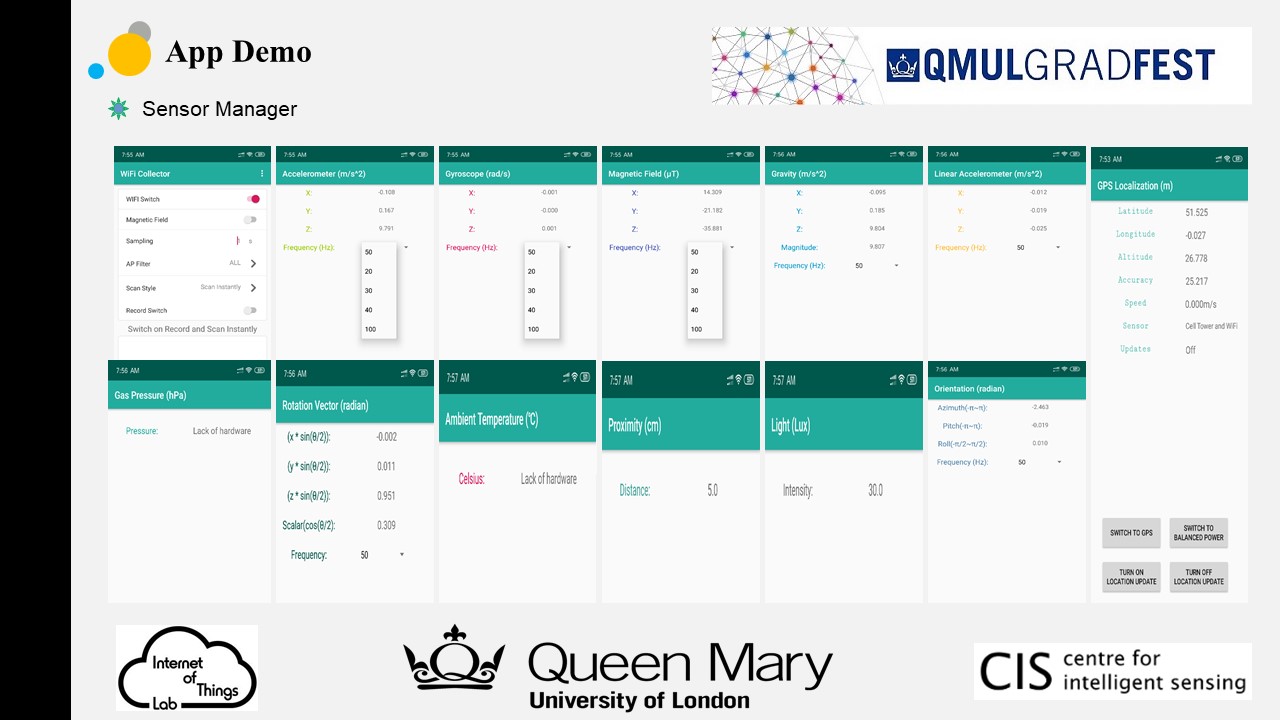 App Demo
QMULGRADFEST
Sensor Manager
7:55 AM
WiFi Collector
WIFI Switch
Magnetic Field
Sampling s
AP Filter ALL
Scan Style Scan Instantly
Record Switch
Switch on Record and Scan Instantly
7:55 AM
Accelerometer (m/s^2)
X: -0.108
Y: 0.167
Z: 9.791
Frequency (Hz):
50
20
30
40
100
7:55 AM
Gyroscope (rad/s)
X: -0.001
Y: -0.000
Z: 0.001
Frequency (Hz):
50
20
30
40
100
7:55 AM
Magnetic Field (μT)
X: 14.309
Y: -21.182
Z: -35.881
Frequency (Hz):
50
20
30
40
100
7:56 AM
Gravity (m/s^2)
X: -0.095
Y: 0.185
Z: 9.804
Magnitude: 9.807
Frequency (Hz): 50
7:56 AM
Linear Accelerometer (m/s^2)
X: -0.012
Y: -0.019
Z: -0.025
Frequency (Hz): 50
7:53 AM
GPS Localization (m)
Latitude 51.525
Longitude -0.027
Altitude 26.778
Accuracy 25.217
Speed 0.000m/s
Sensor Cell Tower and WiFi
Updates Off
SWITCH TO GPS
SWITCH TO
BALANCED POWER
TURN ON
LOCATION UPDATE
TURN OFF
LOCATION UPDATE
7:56 AM
Gas Pressure (hPa)
Pressure: Lack of hardware
7:56 AM
Rotation Vector (radian)
(x * sin(θ/2)): -0.002
(y * sin(θ/2)): 0.011
(z * sin(θ/2)): 0.951
Scalar(cos(θ/2): 0.309
Frequency: 50
7:57 AM
Ambient Temperature (℃)
Celsius: Lack of hardware
7:57 AM
Proximity (cm)
Distance: 5.0
7:57 AM
Light (Lux)
Intensity: 30.0
7:56 AM
Orientation (radian)
Azimuth(-π~π): -2.463
Pitch(-π~π): -0.019
Roll(-π/2~π/2): 0.010
Frequency (Hz): 50
Internet
of
Things
Lab
Queen Mary
University of London
CIS centre for
intelligent sensing